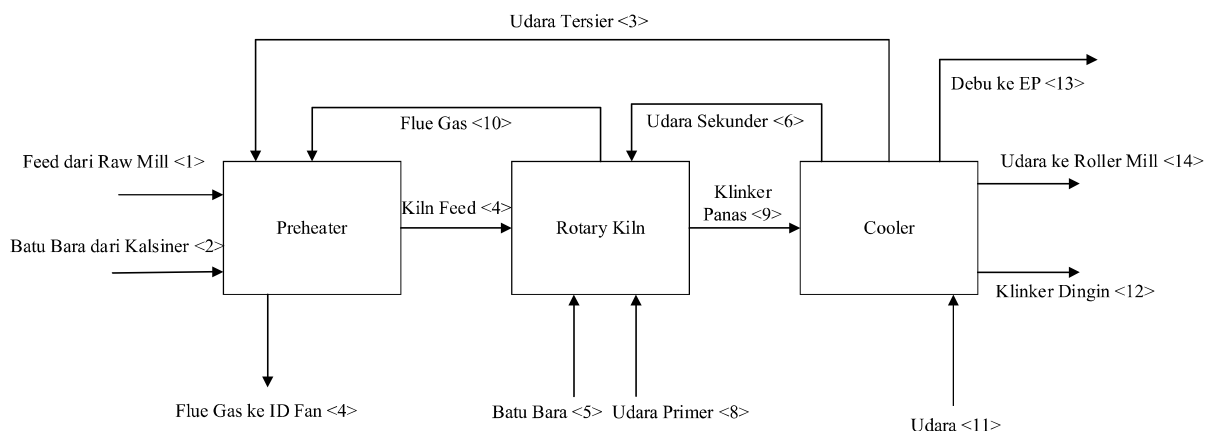 Udara Tersier <3>
Debu ke EP <13>
Flue Gas <10>
Udara Sekunder <6>
Feed dari Raw Mill <1>
Udara ke Roller Mill <14>
Klinker
Panas <9>
Kiln Feed <4>
Preheater
Rotary Kiln
Cooler
Batu Bara dari Kalsiner <2>
Klinker Dingin <12>
Flue Gas ke ID Fan <4>
Batu Bara <5>
Udara Primer <8>
Udara <11>